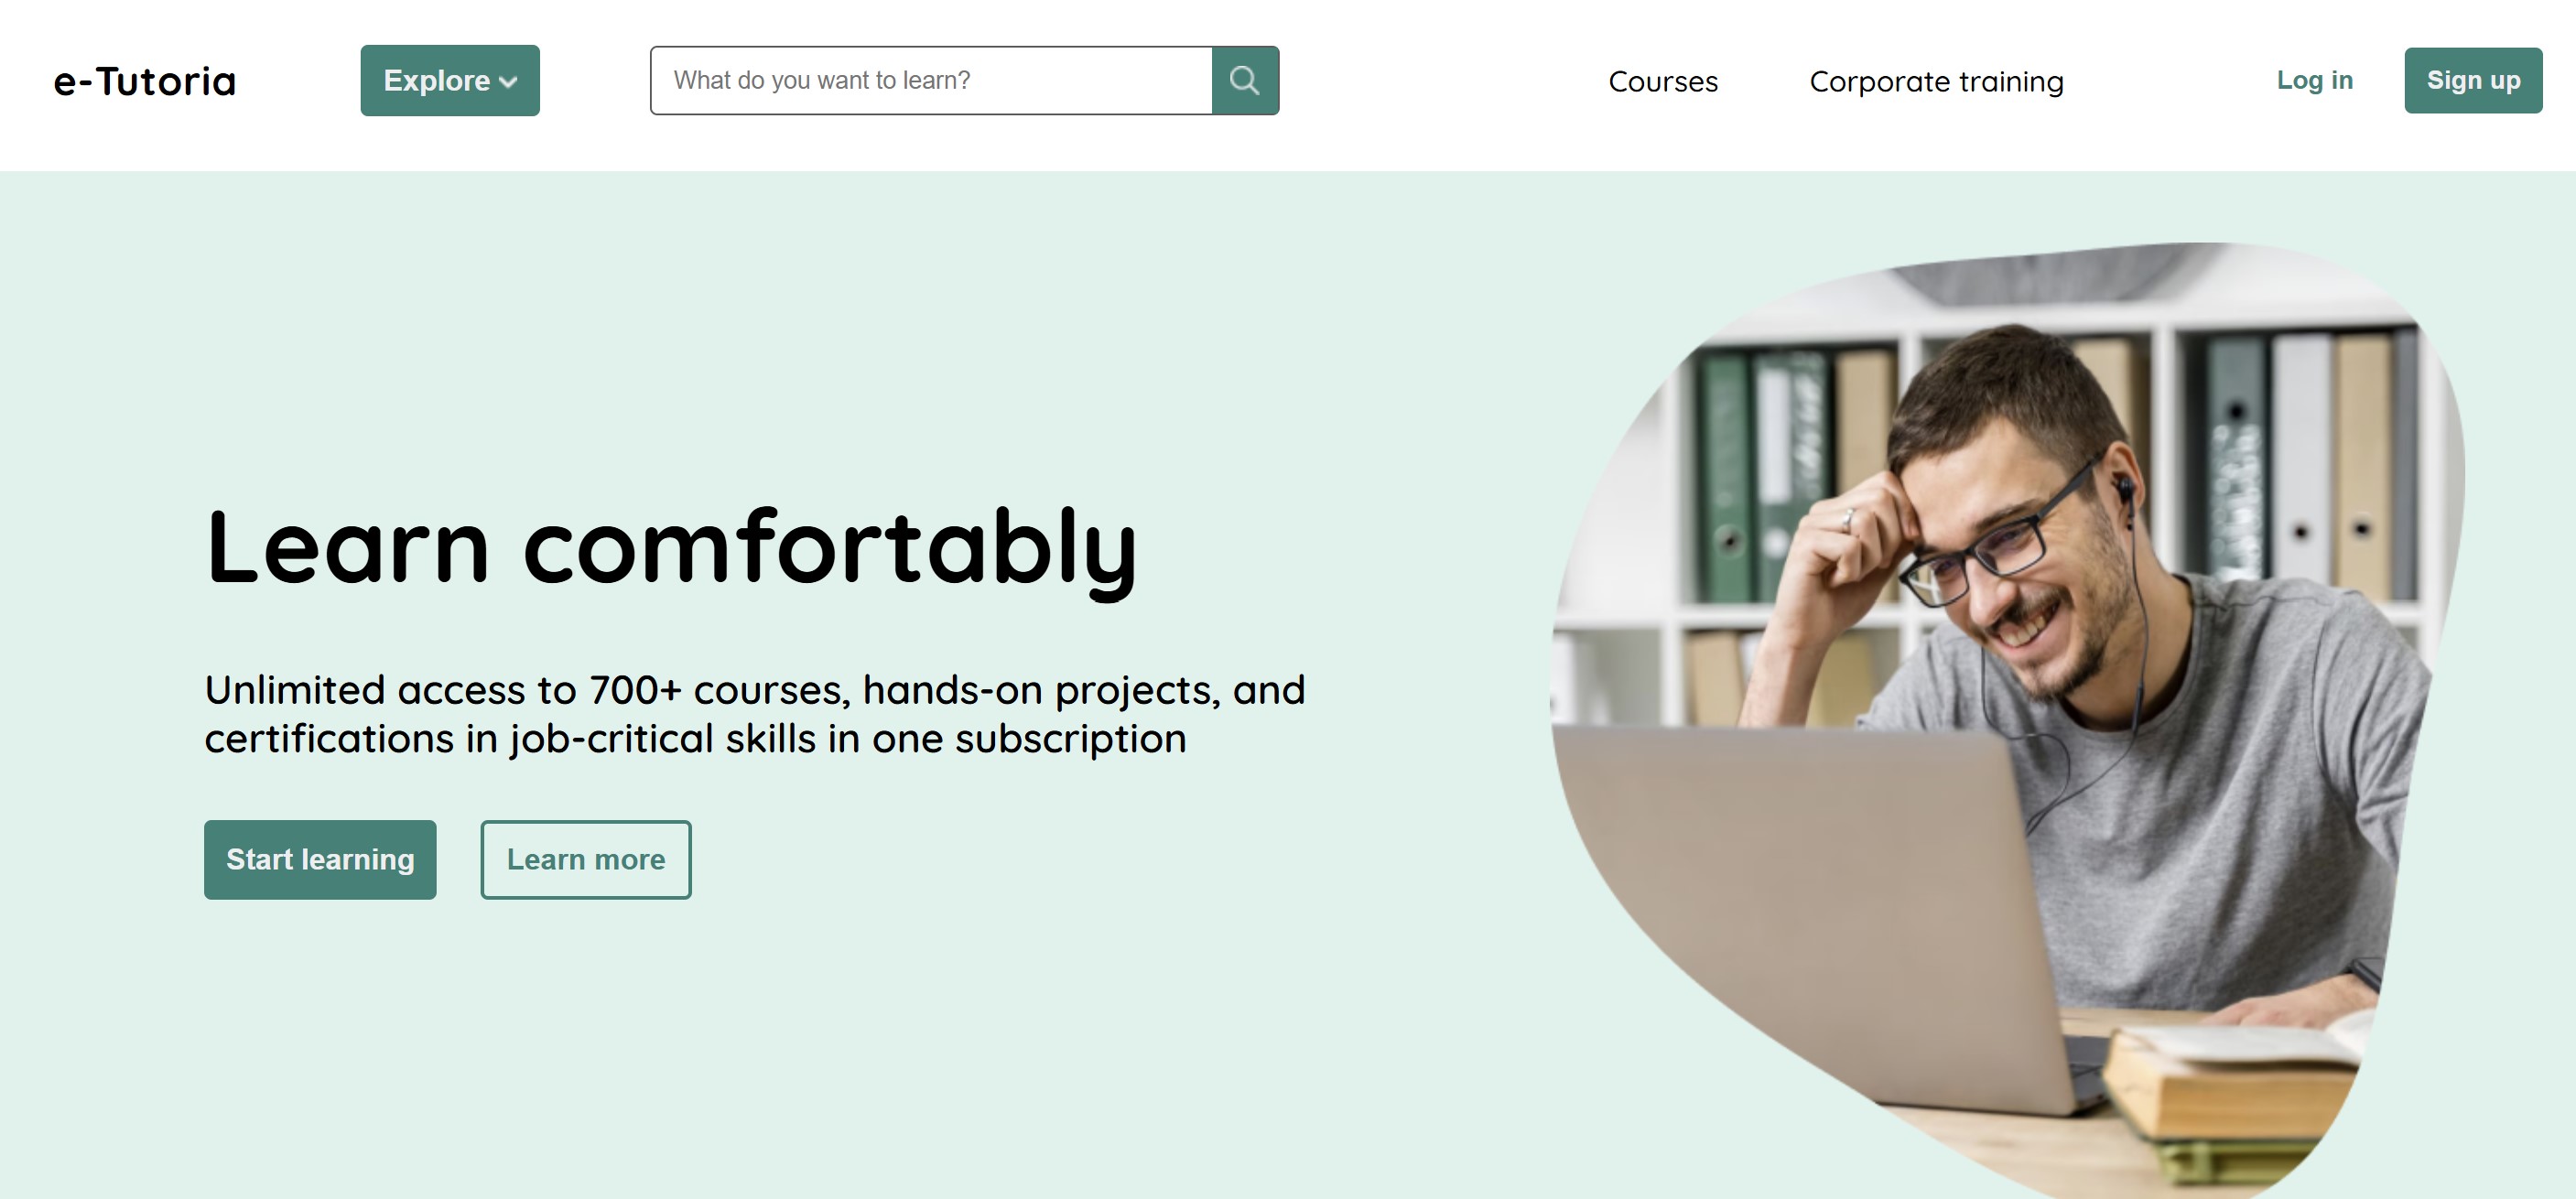 e-Tutoria
Explore
What do you want to learn?
Courses
Corporate training
Log in
Sign up
Learn comfortably
Unlimited access to 700+ courses, hands-on projects, and
certifications in job-critical skills in one subscription
Start learning
Learn more